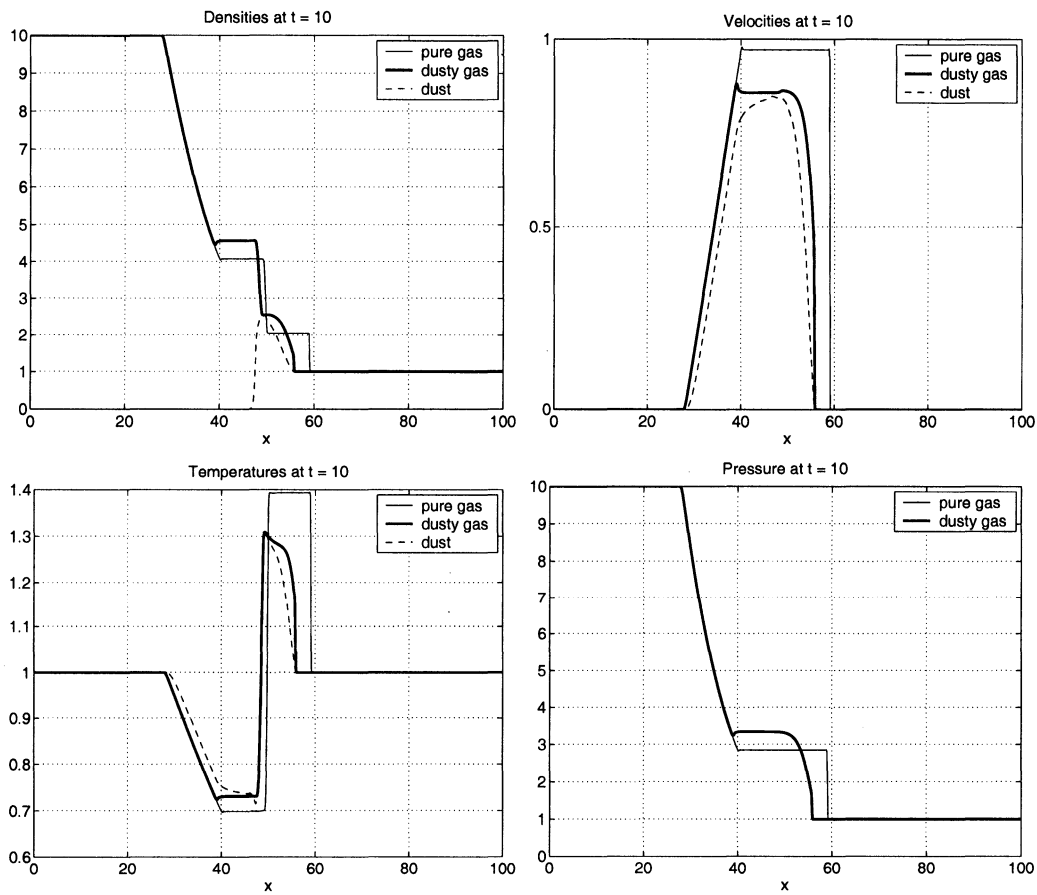 Densities at t = 10
10
9
8
7
6
5
4
3
2
1
0
0 20 40 60 80 100
x
pure gas
dusty gas
dust
Velocities at t = 10
1
0.5
0
0 20 40 60 80 100
x
pure gas
dusty gas
dust
Temperatures at t = 10
1.4
1.3
1.2
1.1
1
0.9
0.8
0.7
0.6
0 20 40 60 80 100
x
pure gas
dusty gas
dust
Pressure at t = 10
10
9
8
7
6
5
4
3
2
1
0
0 20 40 60 80 100
x
pure gas
dusty gas